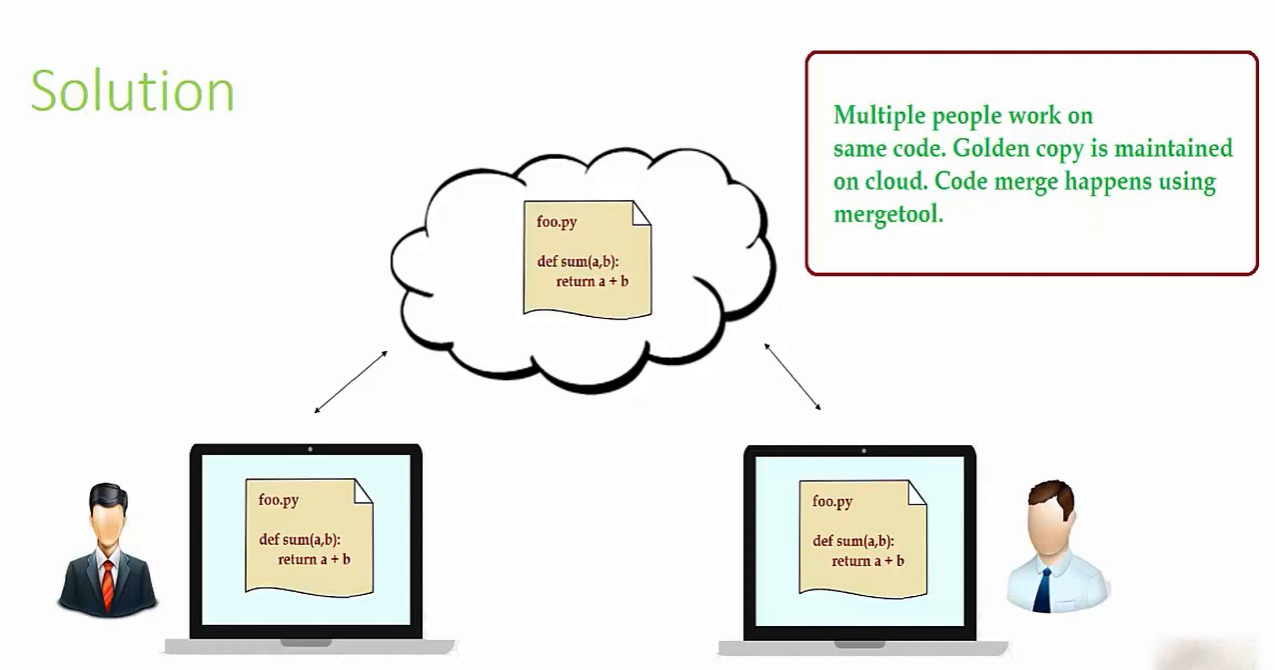 Solution
Multiple people work on
same code. Golden copy is maintained
on cloud. Code merge happens using
mergetool.
foo.py
def sum(a,b):
return a + b
foo.py
def sum(a,b):
return a + b
foo.py
def sum(a,b):
return a + b